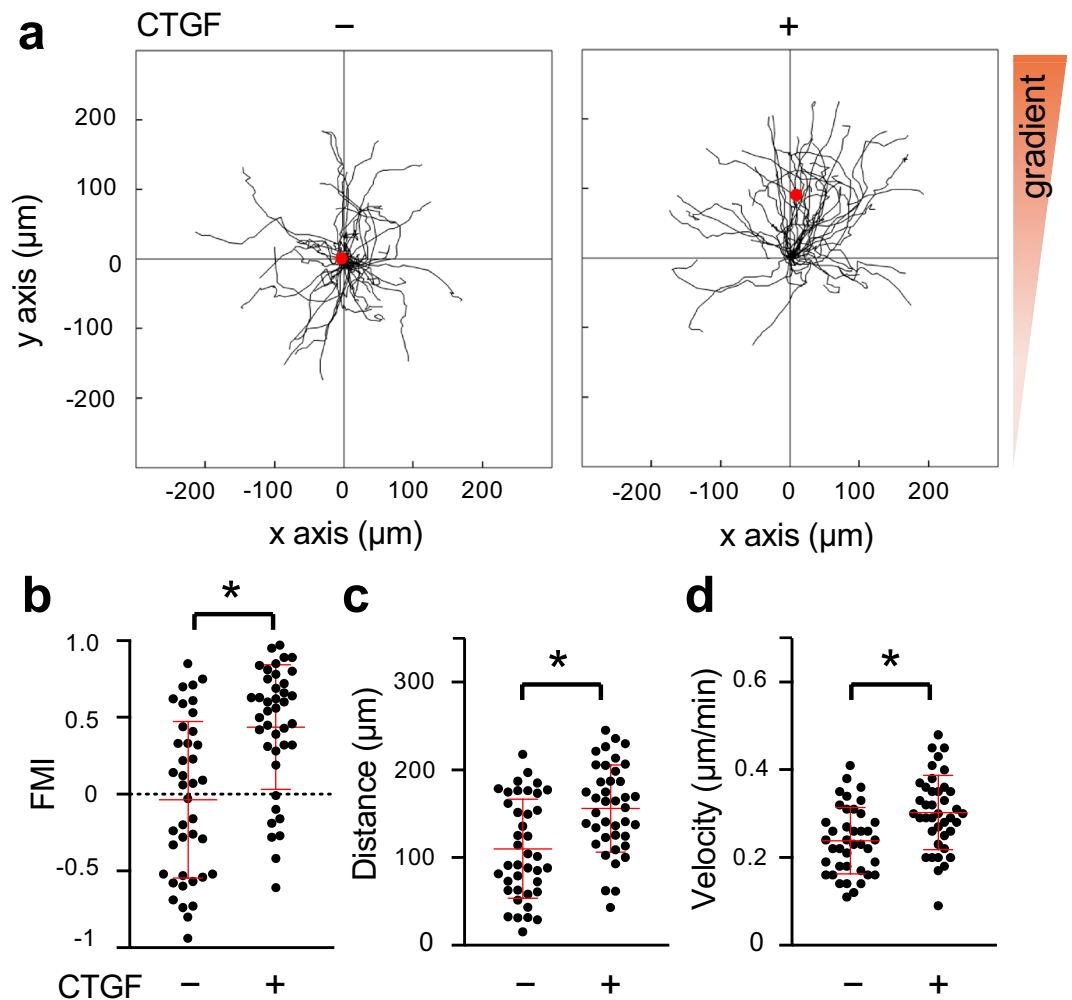 a
CTGF − +
200
100
0
-100
-200
y axis (µm)
-200 -100 0 100 200
x axis (µm)
-200 -100 0 100 200
x axis (µm)
gradient
b
*
1.0
0.5
0
-0.5
-1
FMI
CTGF − +
c
*
300
200
100
0
Distance (µm)
− +
d
*
0.6
0.4
0.2
0
Velocity (µm/min)
− +